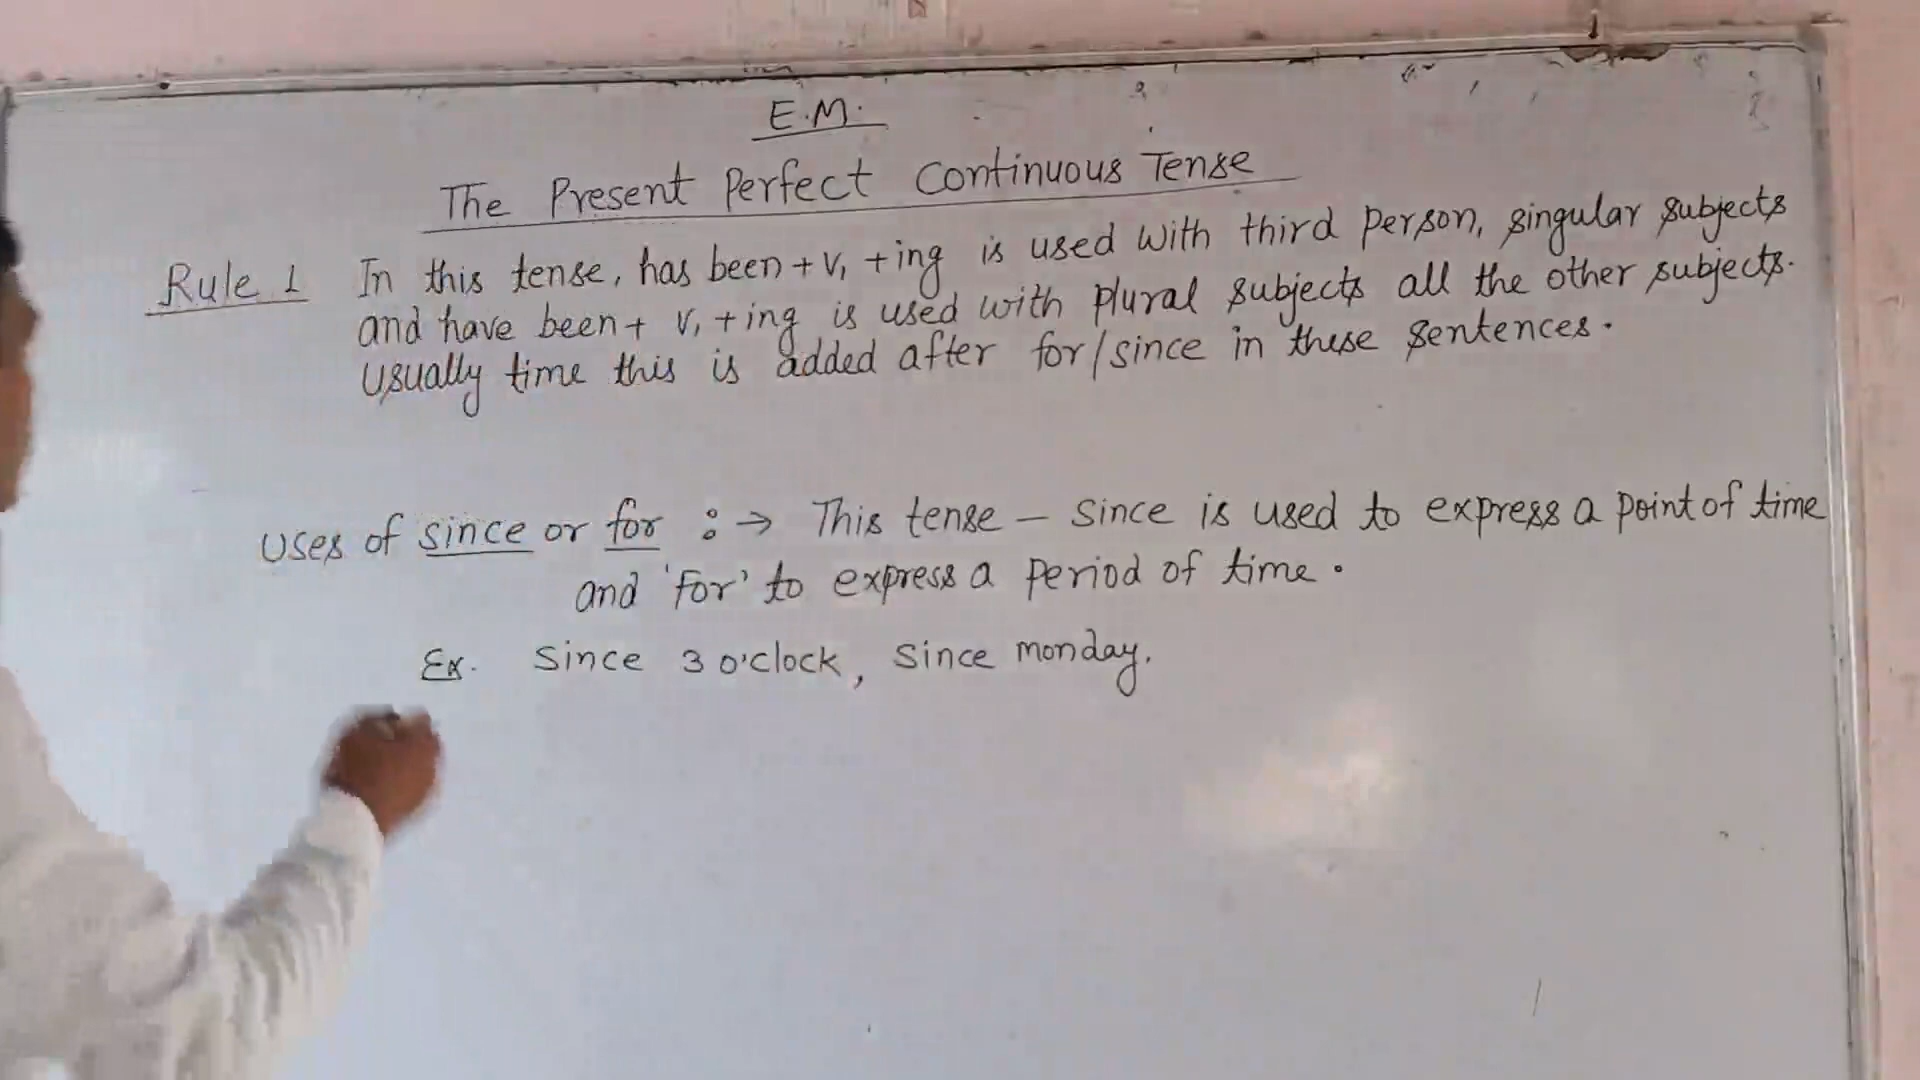 E.M.
The Present Perfect Continuous Tense
Rule 1 In this tense, has been + V₁ + ing is used with third person, singular subjects
and have been + V₁ + ing is used with plural subjects all the other subjects.
Usually time this is added after for/since in these sentences.
Uses of since or for :→ This tense – since is used to express a point of time
and 'for' to express a period of time.
Ex. Since 3 o'clock, Since monday.